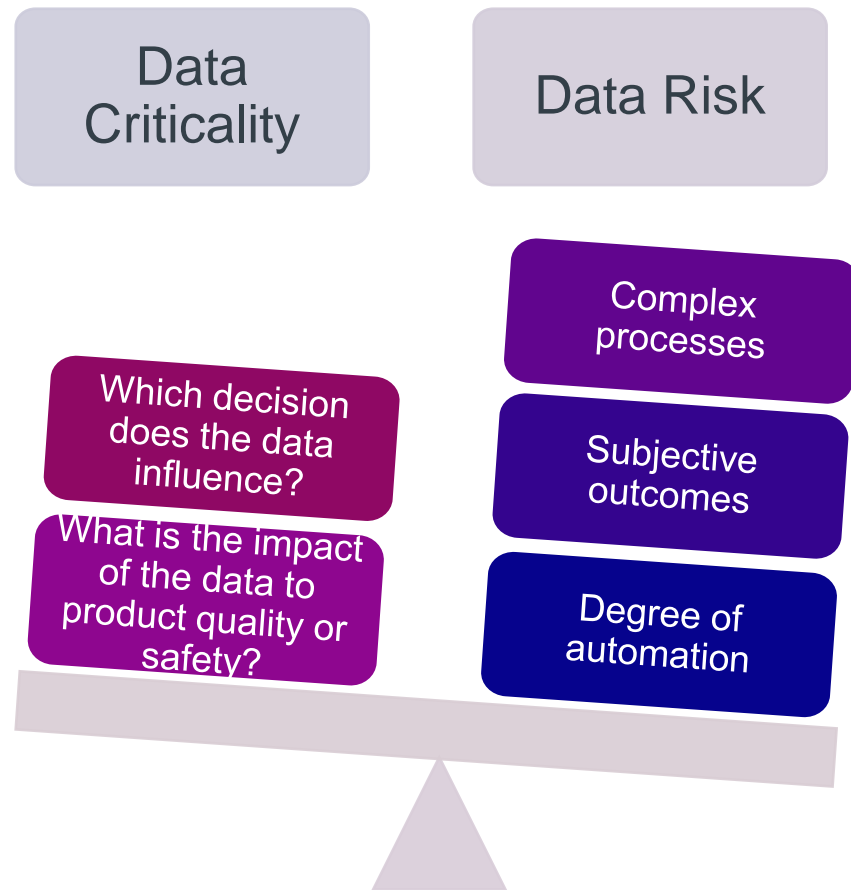 Data
Criticality
Data Risk
Which decision
does the data
influence?
What is the impact
of the data to
product quality or
safety?
Complex
processes
Subjective
outcomes
Degree of
automation